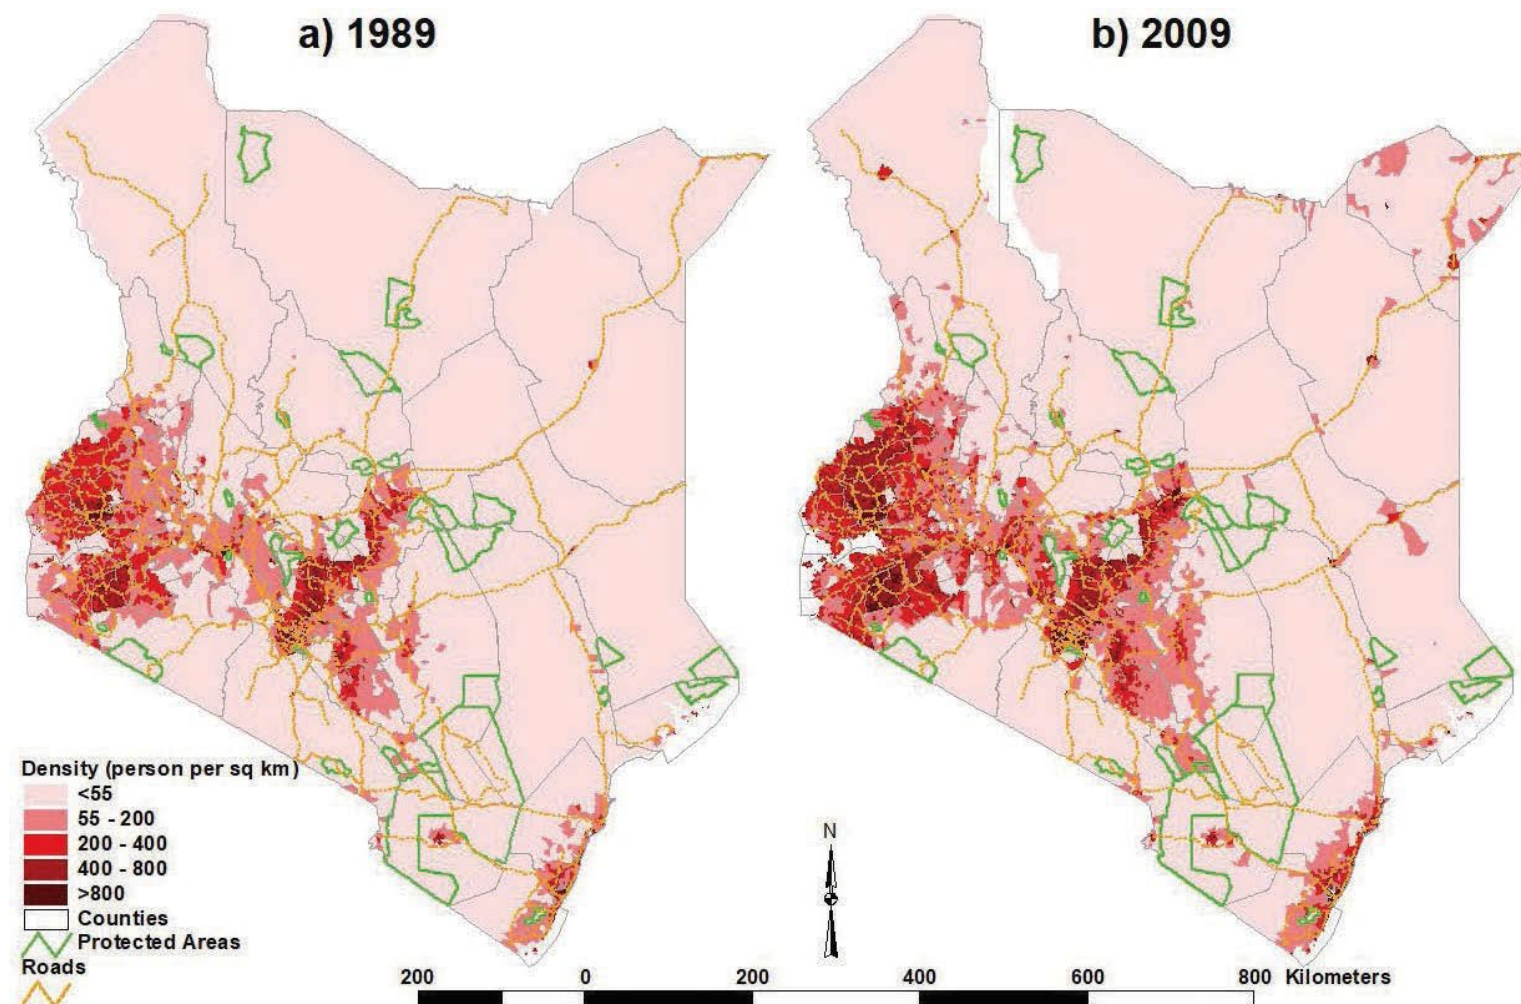 a) 1989
b) 2009
Density (person per sq km)
<55
55 - 200
200 - 400
400 - 800
>800
Counties
Protected Areas
Roads
N
200 0 200 400 600 800 Kilometers